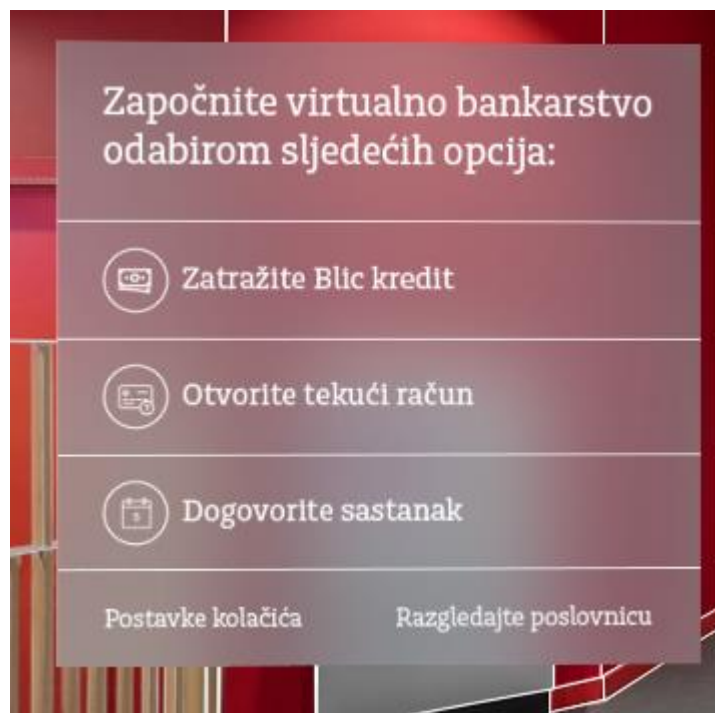 Započnite virtualno bankarstvo
odabirom sljedećih opcija:
Zatražite Blic kredit
Otvorite tekući račun
Dogovorite sastanak
Postavke kolačića
Razgledajte poslovnicu